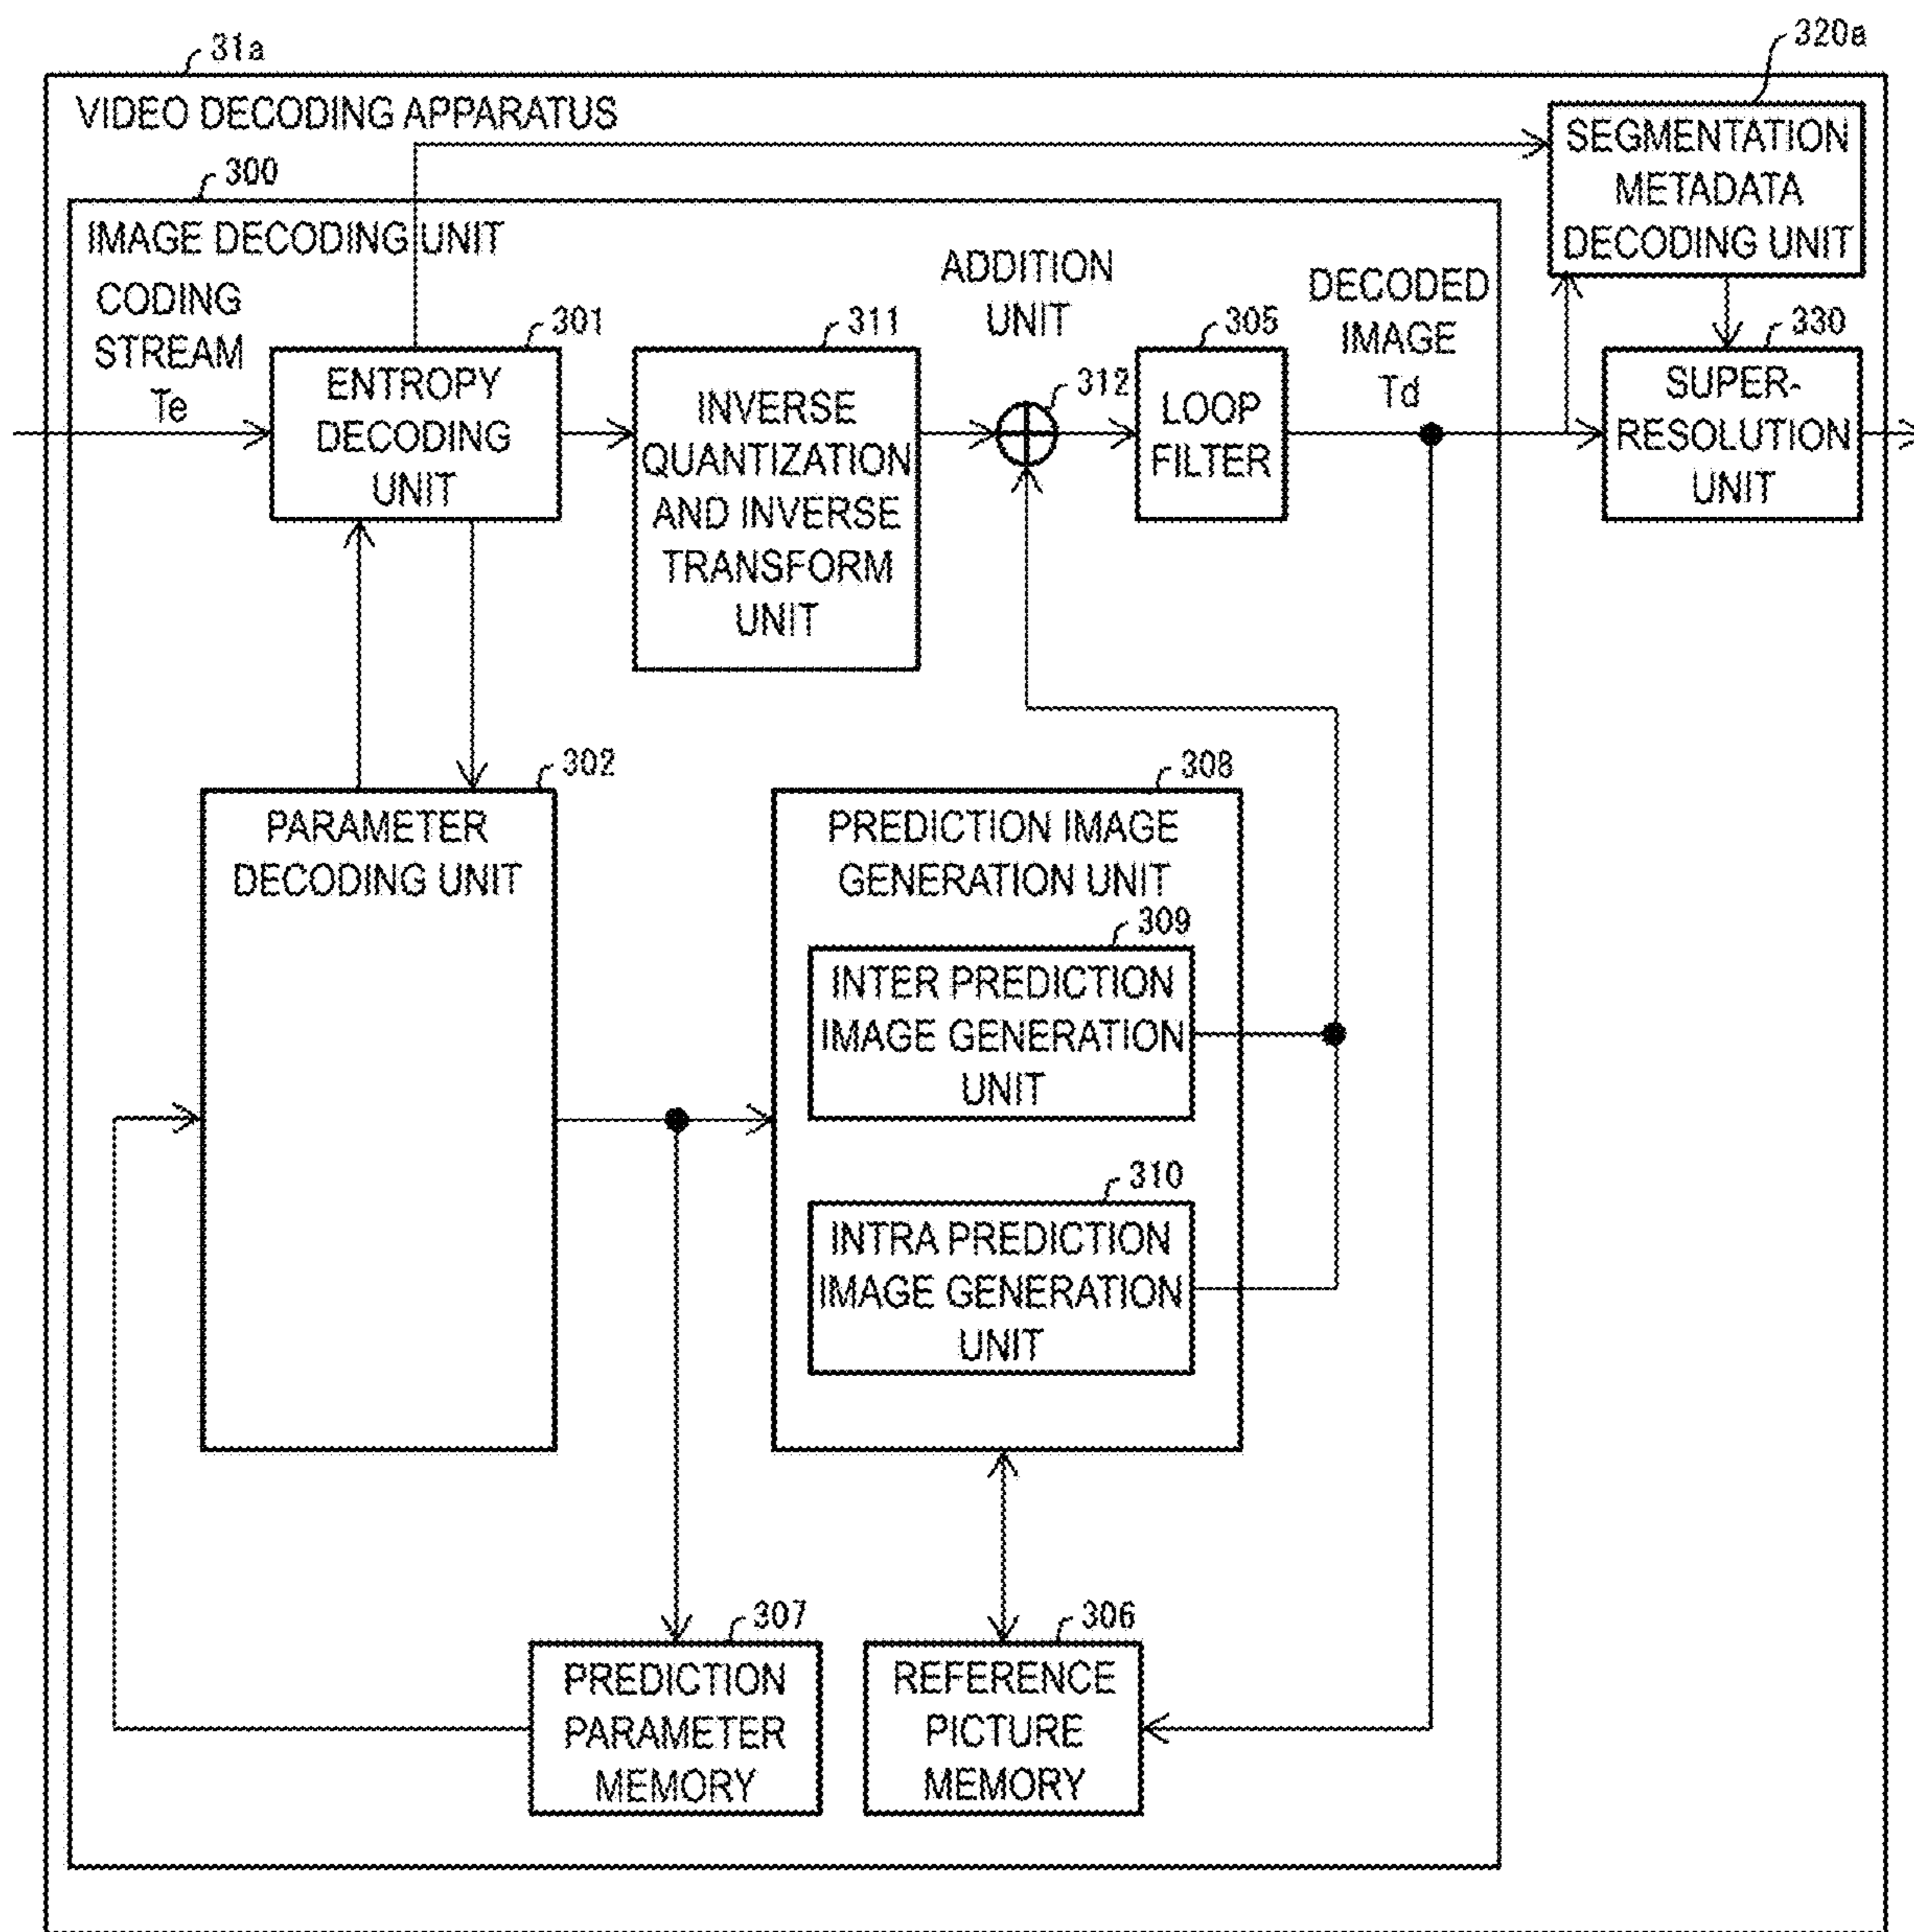 31a
320a
VIDEO DECODING APPARATUS
SEGMENTATION
METADATA
DECODING UNIT
300
IMAGE DECODING UNIT
CODING
STREAM
Te
301
ENTROPY
DECODING
UNIT
311
INVERSE
QUANTIZATION
AND INVERSE
TRANSFORM
UNIT
ADDITION
UNIT
312
305
LOOP
FILTER
DECODED
IMAGE
Td
330
SUPER-
RESOLUTION
UNIT
302
PARAMETER
DECODING UNIT
308
PREDICTION IMAGE
GENERATION UNIT
309
INTER PREDICTION
IMAGE GENERATION
UNIT
310
INTRA PREDICTION
IMAGE GENERATION
UNIT
307
PREDICTION
PARAMETER
MEMORY
306
REFERENCE
PICTURE
MEMORY